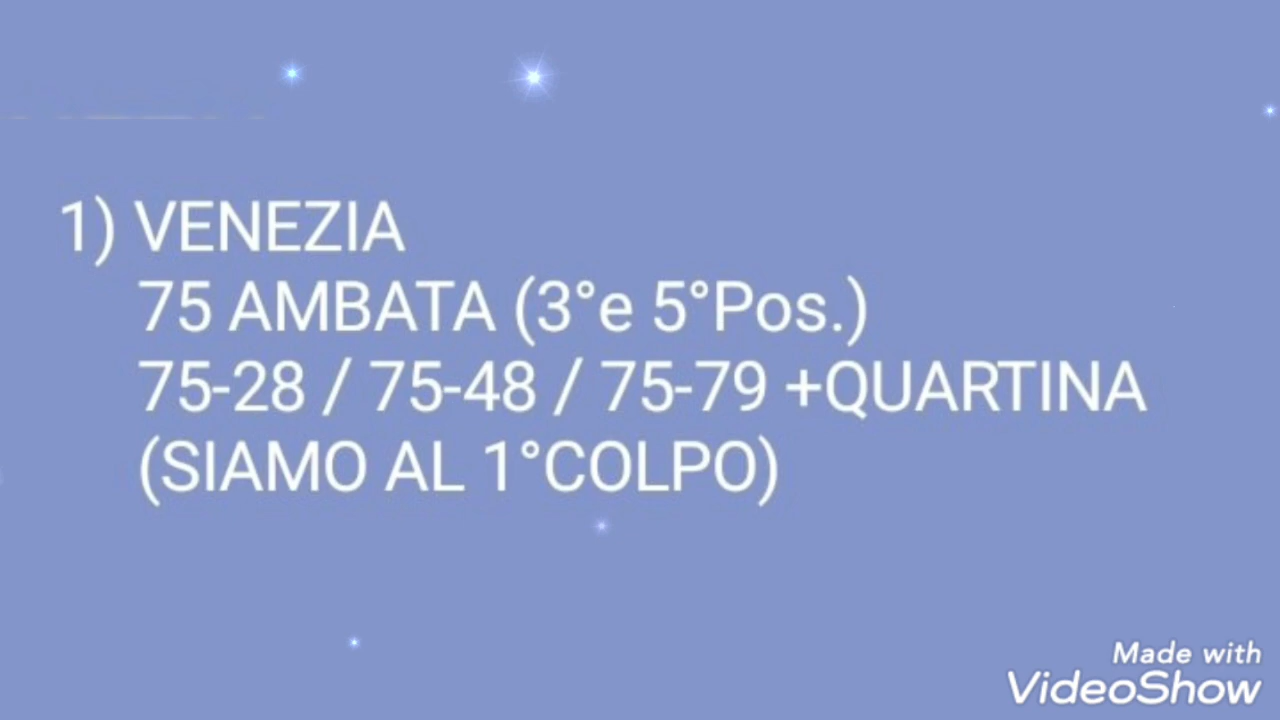 1) VENEZIA
75 AMBATA (3°e 5°Pos.)
75-28 / 75-48 / 75-79 +QUARTINA
(SIAMO AL 1°COLPO)
Made with
VideoShow